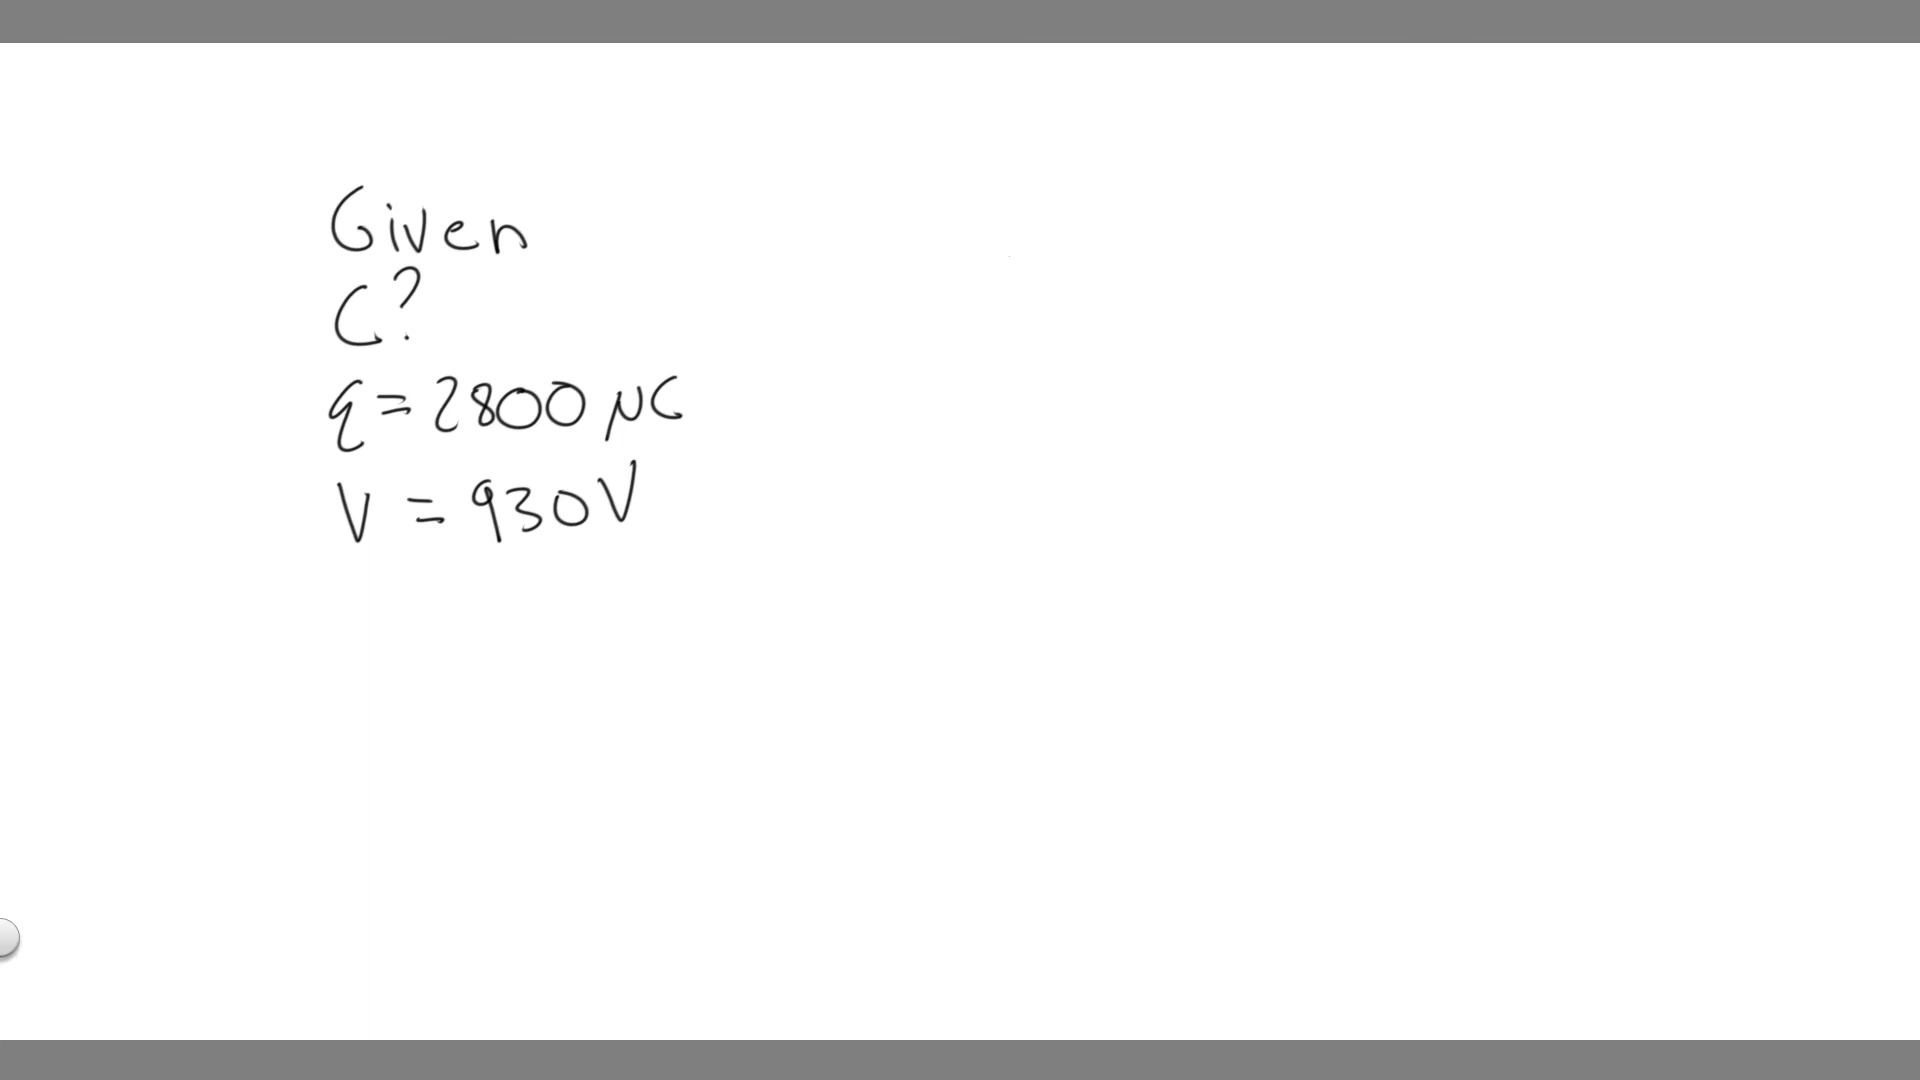 Given
C?
q = 2800 μC
V = 930V